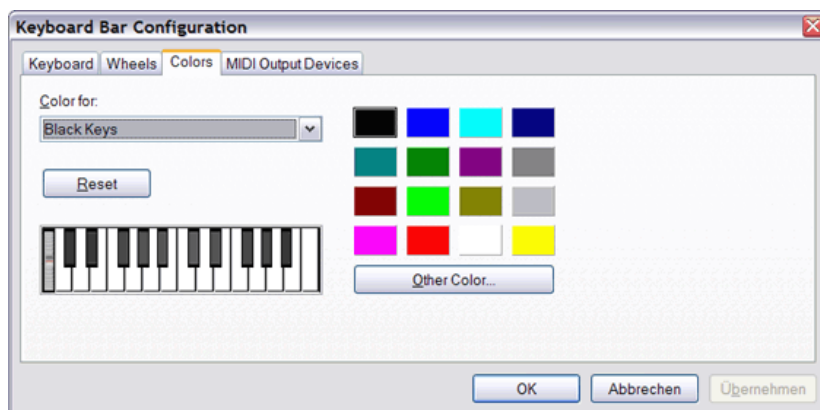 Keyboard Bar Configuration
Keyboard Wheels Colors MIDI Output Devices
Color for:
Black Keys
Reset
Other Color...
OK Abbrechen Übernehmen